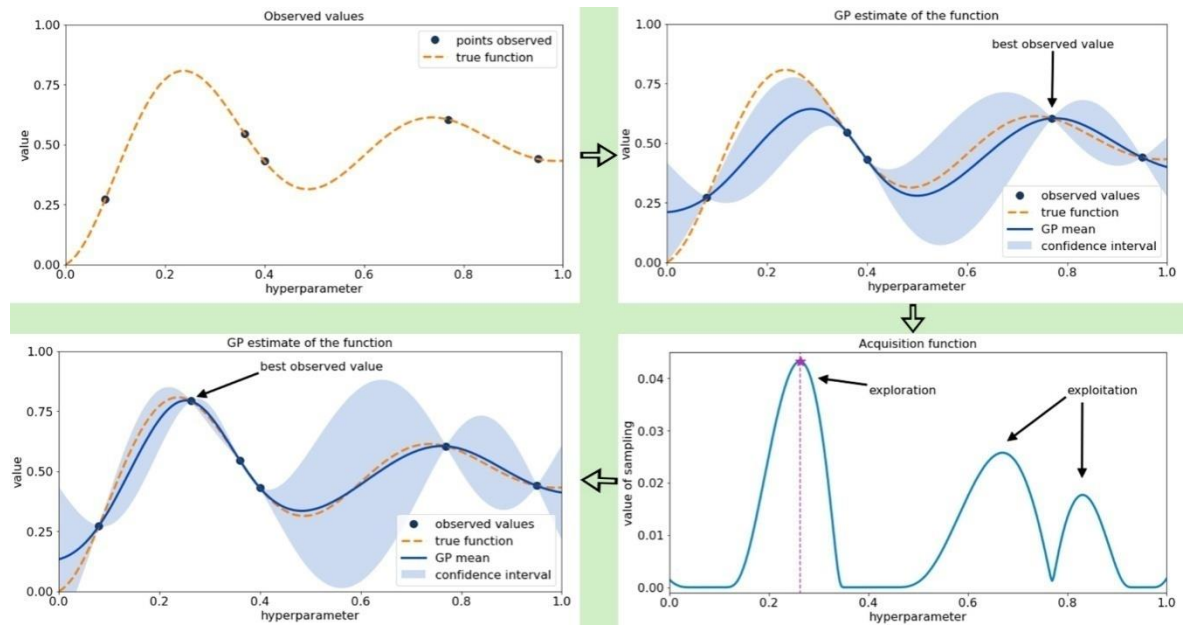 Observed values
1.00
0.75
0.50
0.25
0.00
value
points observed
true function
0.0 0.2 0.4 0.6 0.8 1.0
hyperparameter
GP estimate of the function
1.00
0.75
0.50
0.25
0.00
value
best observed value
observed values
true function
GP mean
confidence interval
0.0 0.2 0.4 0.6 0.8 1.0
hyperparameter
GP estimate of the function
1.00
0.75
0.50
0.25
0.00
value
best observed value
observed values
true function
GP mean
confidence interval
0.0 0.2 0.4 0.6 0.8 1.0
hyperparameter
Acquisition function
0.04
0.03
0.02
0.01
0.00
value of sampling
exploration
exploitation
0.0 0.2 0.4 0.6 0.8 1.0
hyperparameter